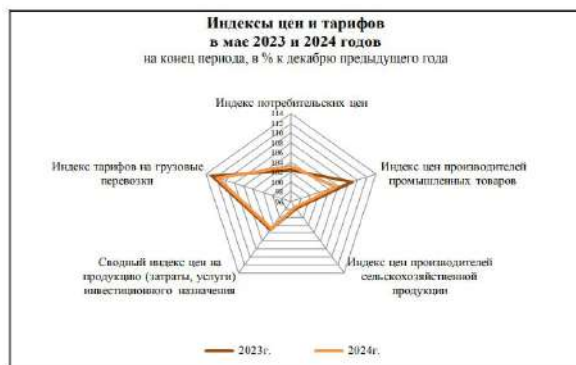 Индексы цен и тарифов
в мае 2023 и 2024 годов
на конец периода, в % к декабрю предыдущего года
Индекс потребительских цен
114
112
110
108
106
104
102
100
98
96
Индекс тарифов на грузовые
перевозки
Индекс цен производителей
промышленных товаров
Сводный индекс цен на
продукцию (затраты, услуги)
инвестиционного назначения
Индекс цен производителей
сельскохозяйственной
продукции
2023г.
2024г.